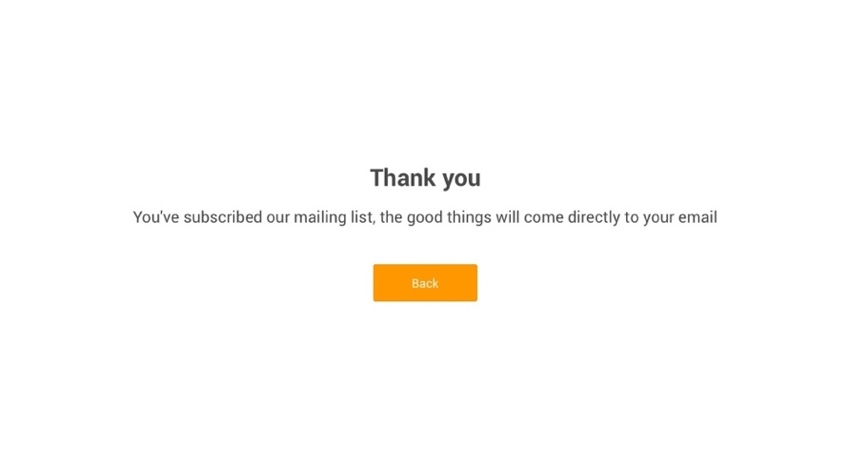 Thank you
You've subscribed our mailing list, the good things will come directly to your email
Back